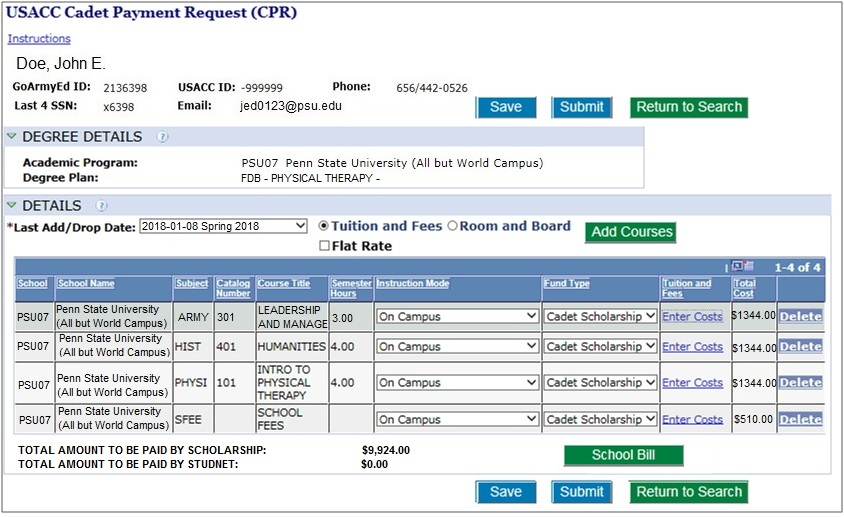 USACC Cadet Payment Request (CPR)
Instructions
Doe, John E.
GoArmyEd ID: 2136398 USACC ID: -999999 Phone: 656/442-0526
Last 4 SSN: x6398 Email: jed0123@psu.edu Save Submit Return to Search
DEGREE DETAILS ?
Academic Program: PSU07 Penn State University (All but World Campus)
Degree Plan: FDB - PHYSICAL THERAPY -
DETAILS ?
*Last Add/Drop Date: 2018-01-08 Spring 2018 Tuition and Fees Room and Board Add Courses
Flat Rate
1-4 of 4
School School Name Subject Catalog Number Course Title Semester Hours Instruction Mode Fund Type Tuition and Fees Total Cost
PSU07 Penn State University (All but World Campus) ARMY 301 LEADERSHIP AND MANAGE 3.00 On Campus Cadet Scholarship Enter Costs $1344.00 Delete
PSU07 Penn State University (All but World Campus) HIST 401 HUMANITIES 4.00 On Campus Cadet Scholarship Enter Costs $1344.00 Delete
PSU07 Penn State University (All but World Campus) PHYSI 101 INTRO TO PHYSICAL THERAPY 4.00 On Campus Cadet Scholarship Enter Costs $1344.00 Delete
PSU07 Penn State University (All but World Campus) SFEE SCHOOL FEES On Campus Cadet Scholarship Enter Costs $510.00 Delete
TOTAL AMOUNT TO BE PAID BY SCHOLARSHIP: $9,924.00
TOTAL AMOUNT TO BE PAID BY STUDNET: $0.00
School Bill
Save Submit Return to Search